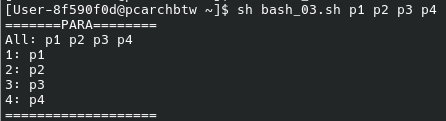 [User-8f590f0d@pcarchbtw ~]$ sh bash_03.sh p1 p2 p3 p4
=======PARA========
All: p1 p2 p3 p4
1: p1
2: p2
3: p3
4: p4
===================